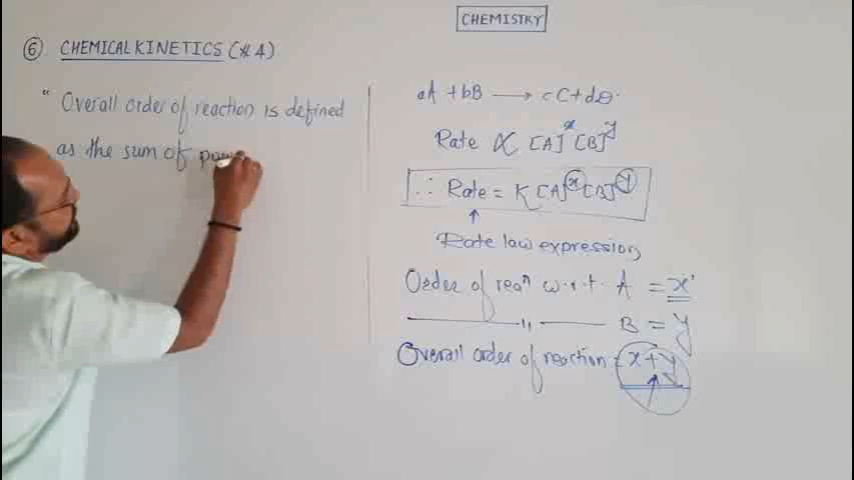 CHEMISTRY
⑥ CHEMICAL KINETICS (# 4)
" Overall order of reaction is defined
as the sum of powe
aA + bB ⟶ cC + dD.
Rate ∝ [A]^x [B]^y
∴ Rate = K [A]^x [B]^y
↑
Rate law expression
Order of reaⁿ w.r.t. A = x'
———— ,, ———— B = y
Overall order of reaction = x + y